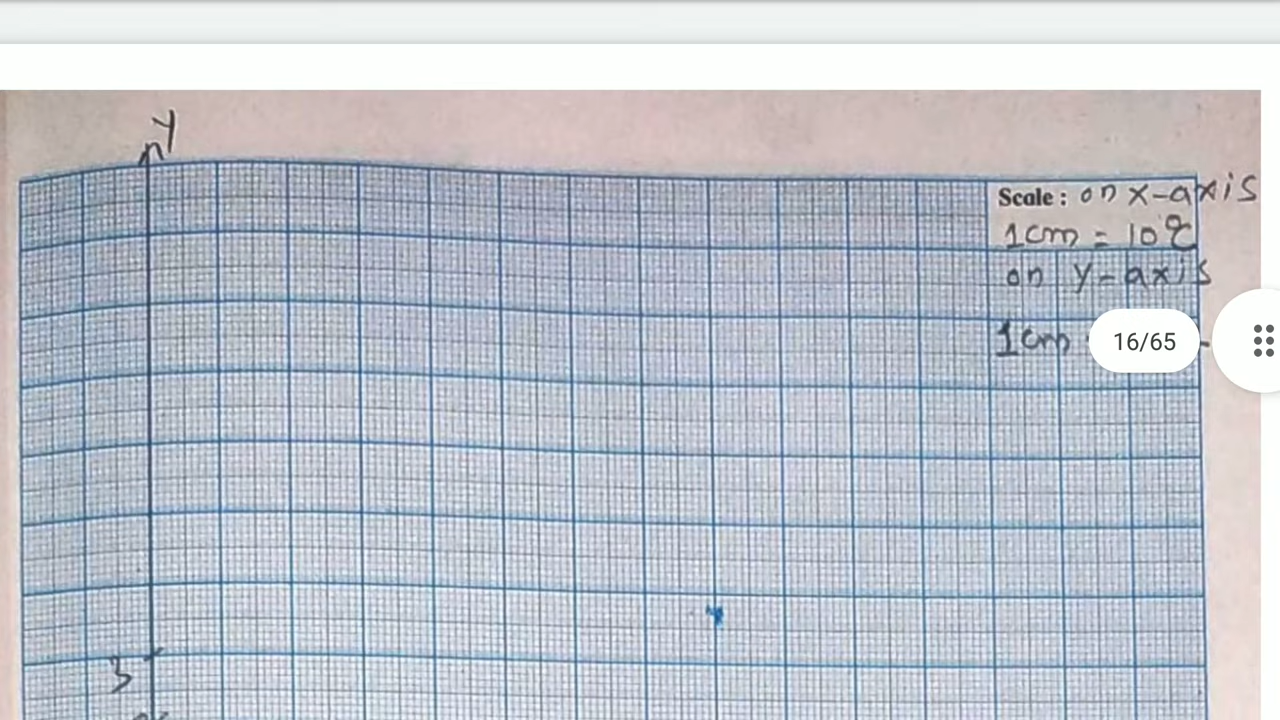 Y
Scale : on x-axis
1cm = 10°C
on y-axis
1cm
16/65
3